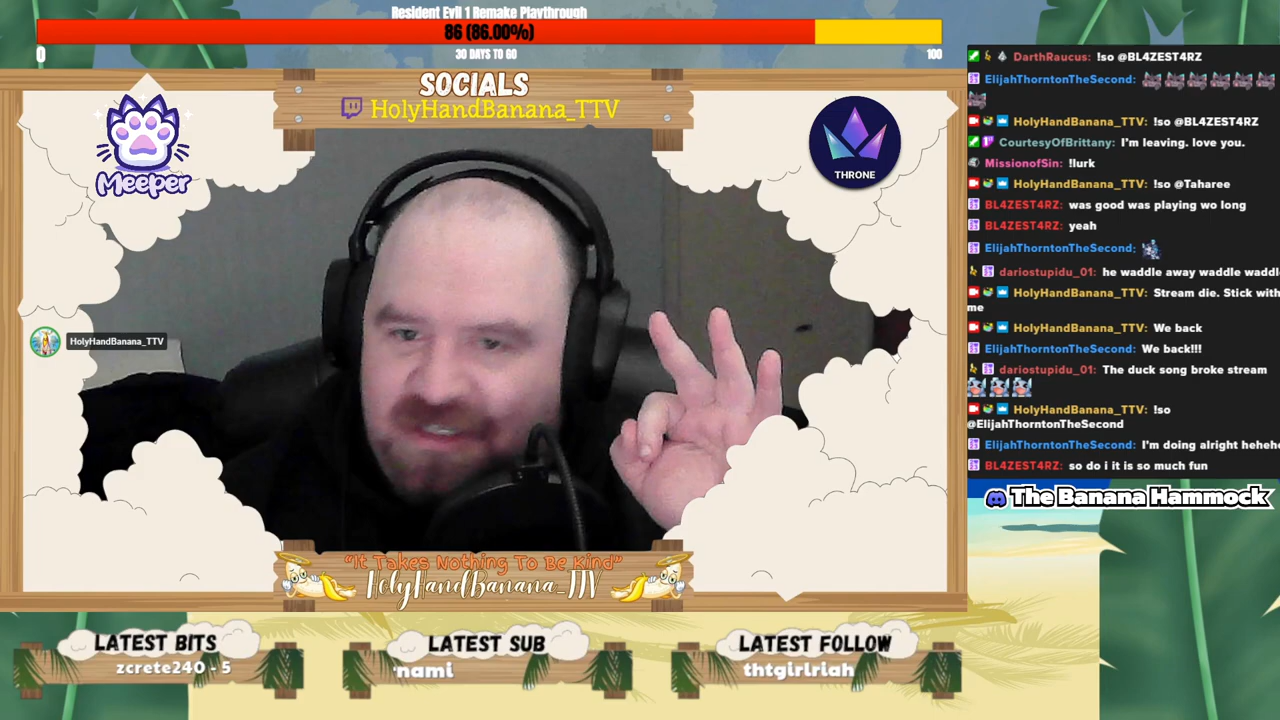 Resident Evil 1 Remake Playthrough
86 (86.00%)
0
30 DAYS TO GO
100
SOCIALS
HolyHandBanana_TTV
Meeper
THRONE
HolyHandBanana_TTV
"It Takes Nothing To Be Kind"
HolyHandBanana_TTV
DarthRaucus: !so @BL4ZEST4RZ
ElijahThorntonTheSecond:
HolyHandBanana_TTV: !so @BL4ZEST4RZ
CourtesyOfBrittany: I'm leaving. love you.
MissionofSin: !lurk
HolyHandBanana_TTV: !so @Taharee
BL4ZEST4RZ: was good was playing wo long
BL4ZEST4RZ: yeah
ElijahThorntonTheSecond:
dariostupidu_01: he waddle away waddle waddl
HolyHandBanana_TTV: Stream die. Stick with
me
HolyHandBanana_TTV: We back
ElijahThorntonTheSecond: We back!!!
dariostupidu_01: The duck song broke stream
HolyHandBanana_TTV: !so
@ElijahThorntonTheSecond
ElijahThorntonTheSecond: I'm doing alright hehehe
BL4ZEST4RZ: so do i it is so much fun
The Banana Hammock
LATEST BITS
zcrete240 - 5
LATEST SUB
nami
LATEST FOLLOW
thtgirlriah